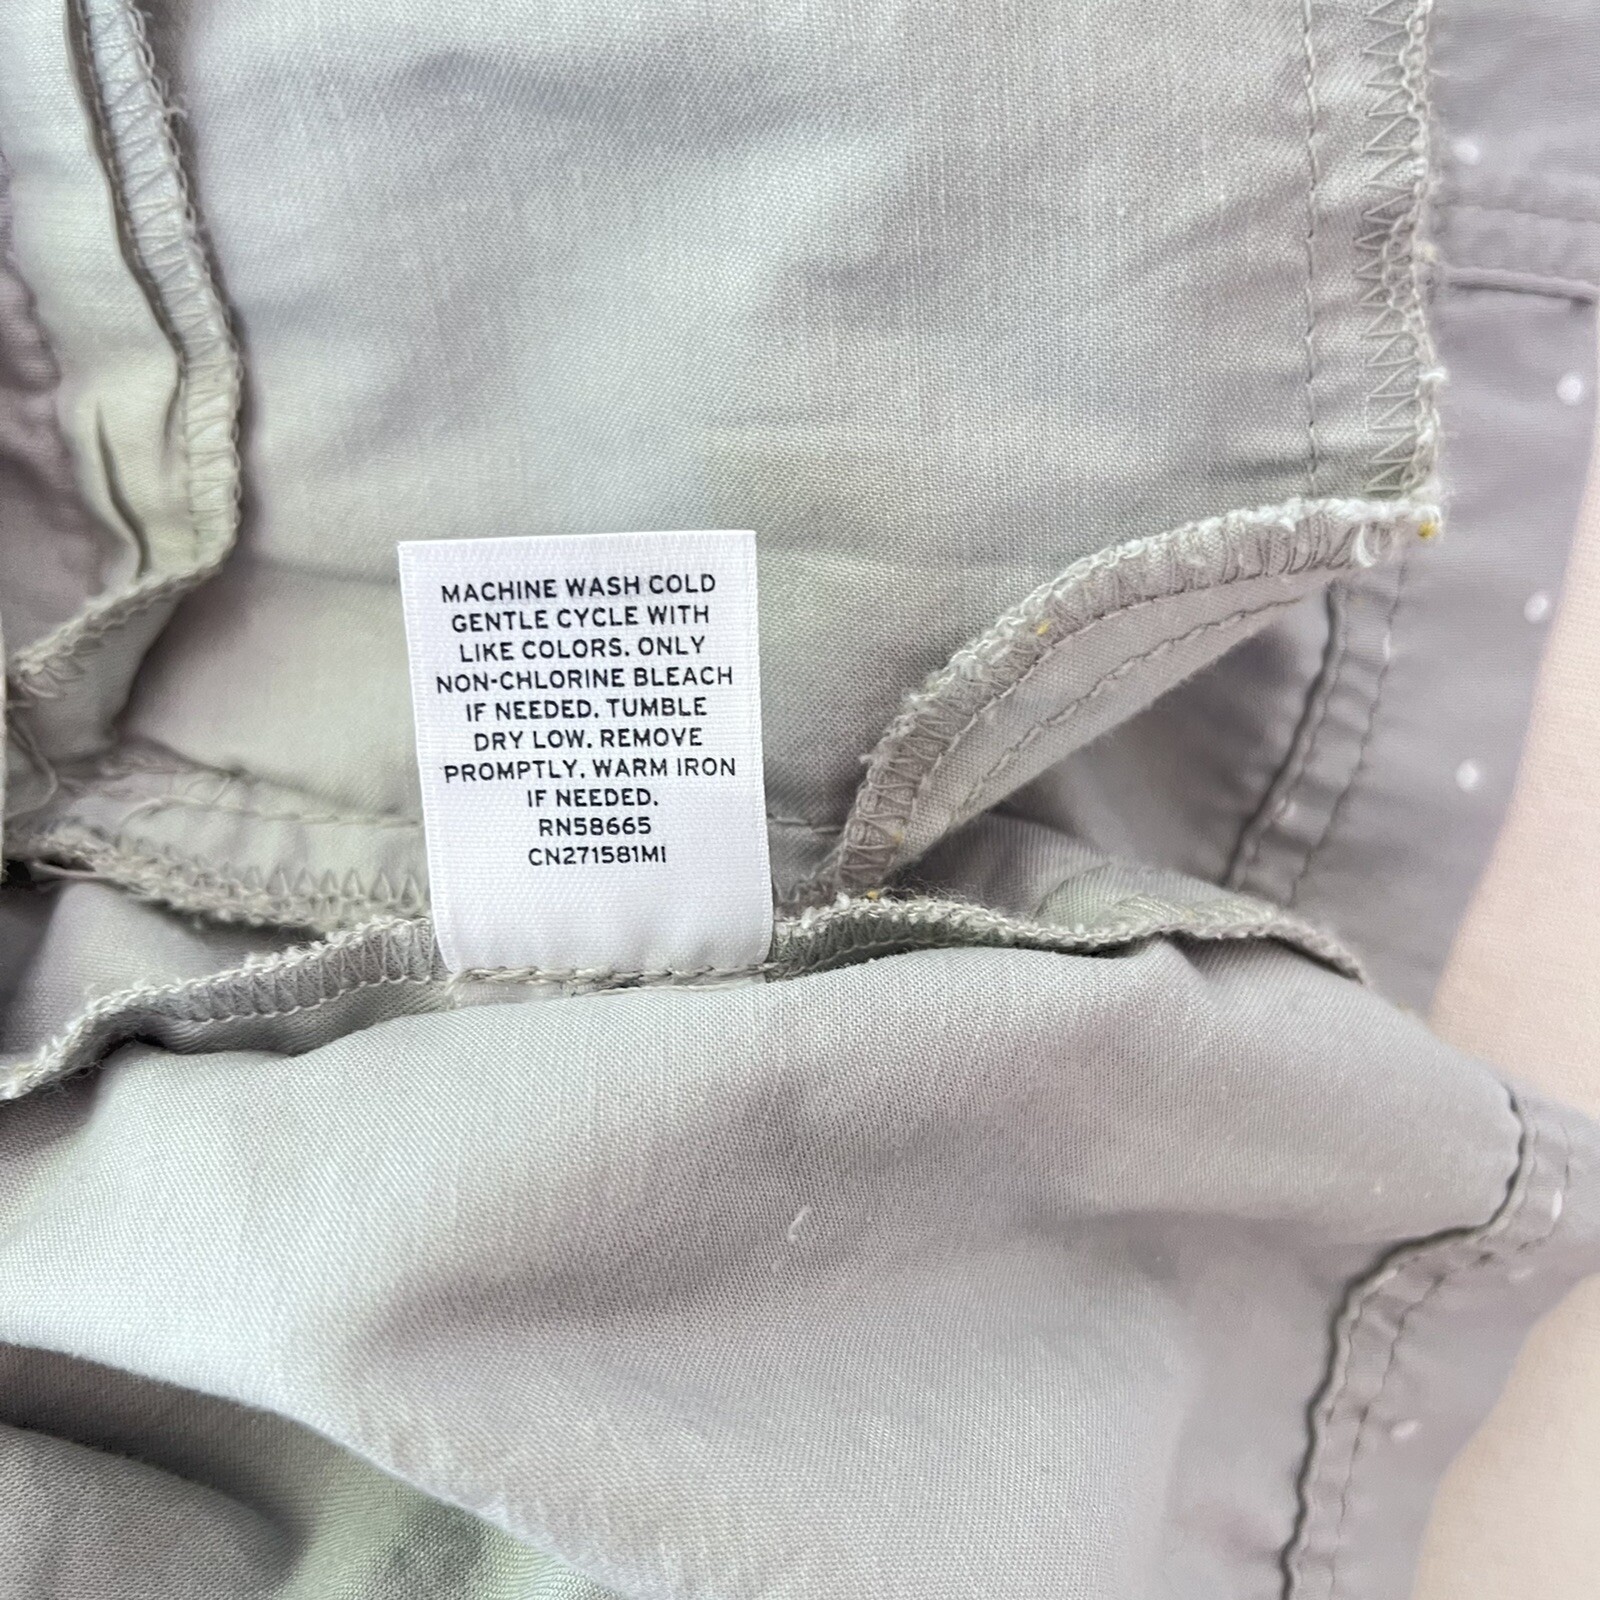 MACHINE WASH COLD
GENTLE CYCLE WITH
LIKE COLORS. ONLY
NON-CHLORINE BLEACH
IF NEEDED. TUMBLE
DRY LOW. REMOVE
PROMPTLY. WARM IRON
IF NEEDED.
RN58665
CN271581MI